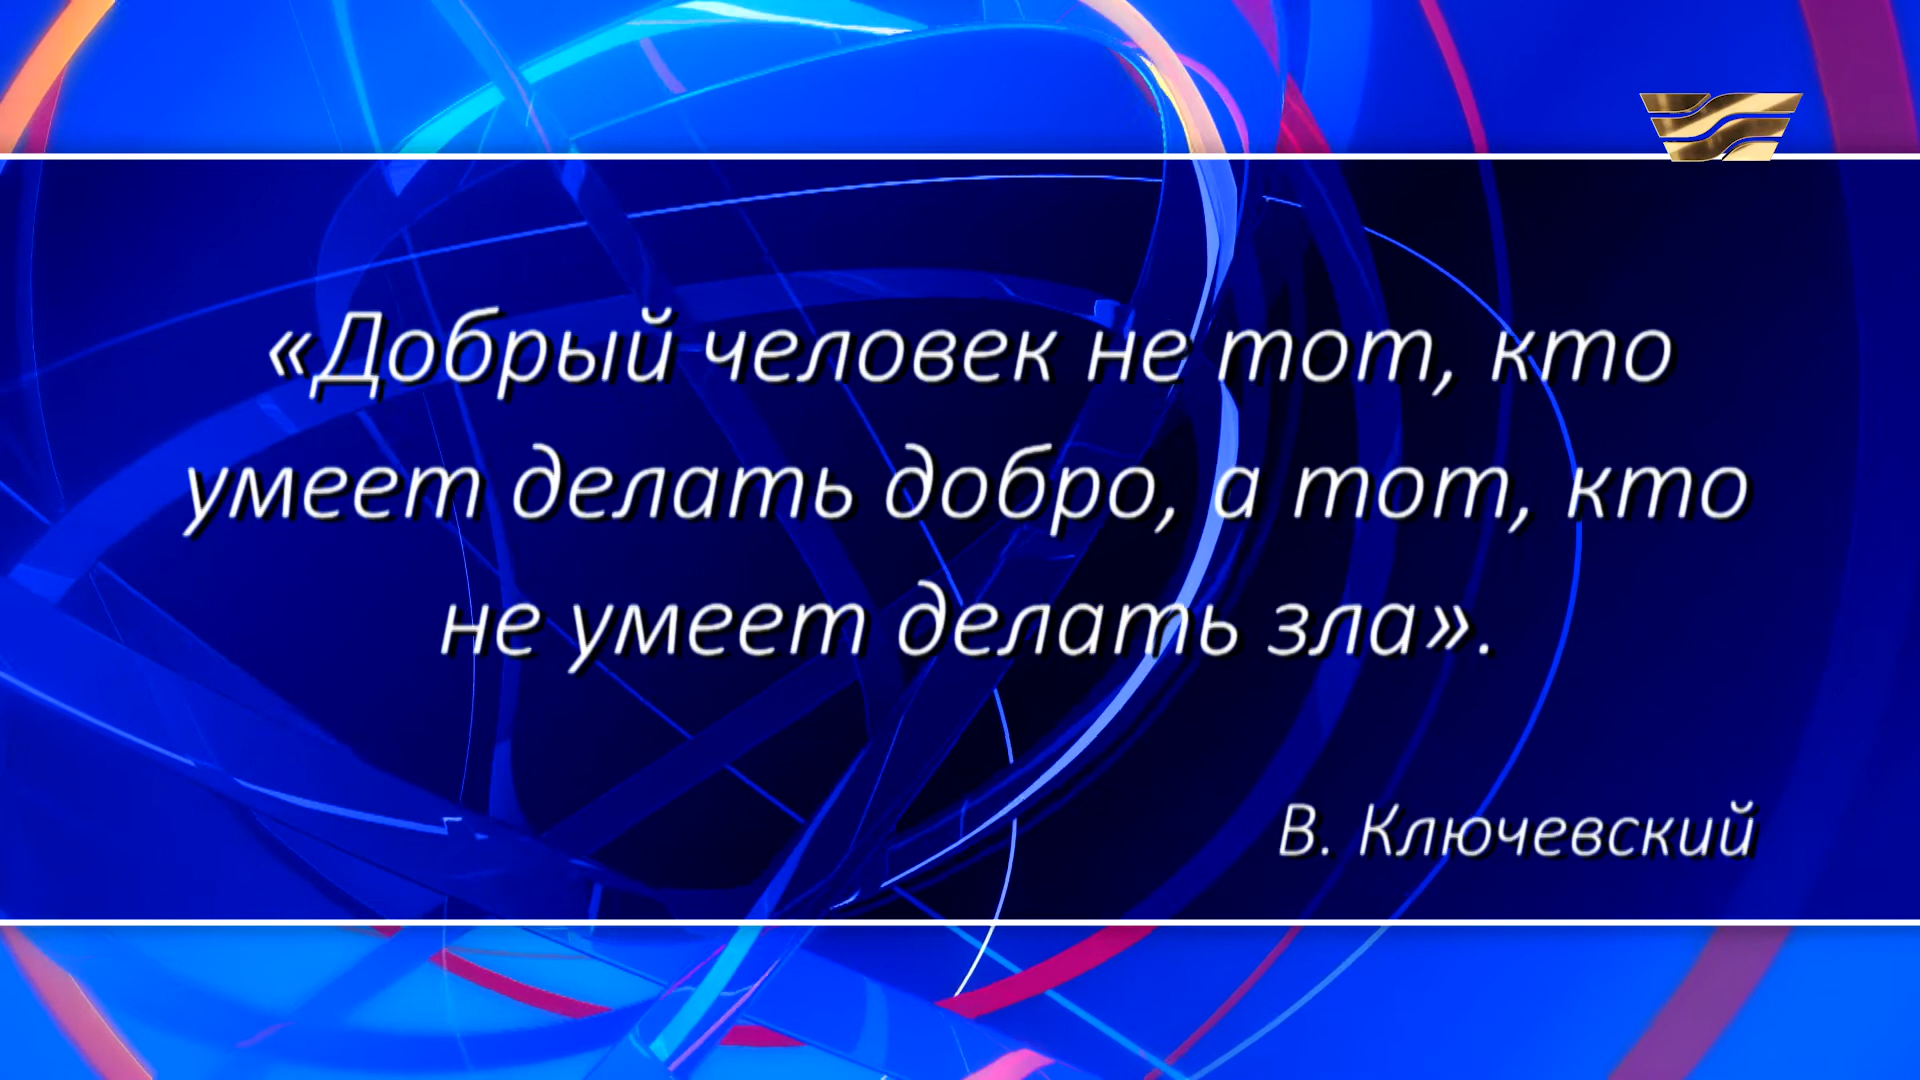 «Добрый человек не тот, кто
умеет делать добро, а тот, кто
не умеет делать зла».
В. Ключевский